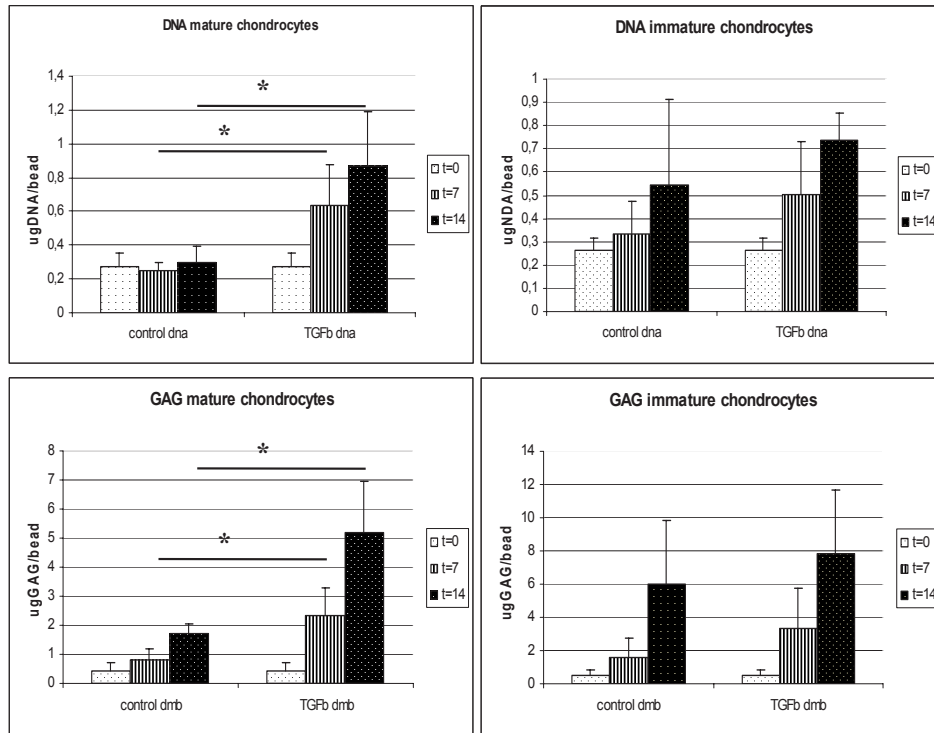 DNA mature chondrocytes
ugDNA/bead
1,4
1,2
1
0,8
0,6
0,4
0,2
0
*
*
control dna
TGFb dna
t=0
t=7
t=14
DNA immature chondrocytes
ugNDA/bead
1
0,9
0,8
0,7
0,6
0,5
0,4
0,3
0,2
0,1
0
control dna
TGFb dna
t=0
t=7
t=14
GAG mature chondrocytes
ugGAG/bead
8
7
6
5
4
3
2
1
0
*
*
control dmb
TGFb dmb
t=0
t=7
t=14
GAG immature chondrocytes
ugGAG/bead
14
12
10
8
6
4
2
0
control dmb
TGFb dmb
t=0
t=7
t=14